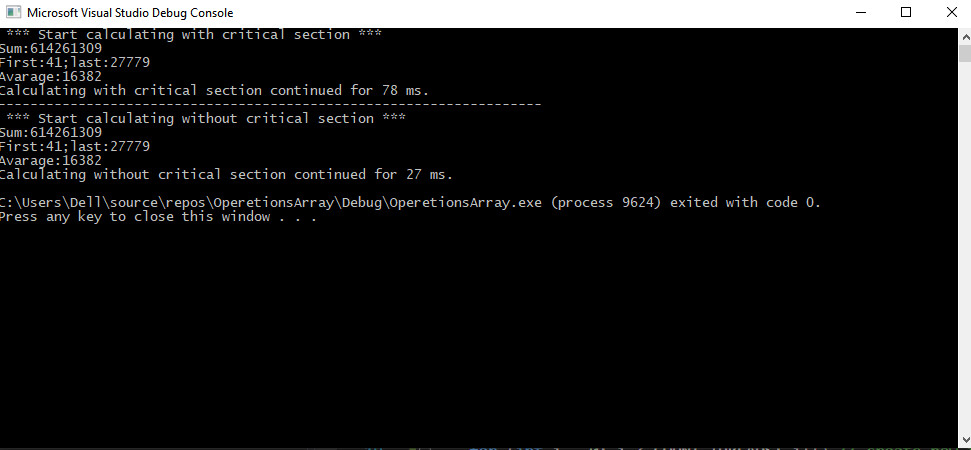 Microsoft Visual Studio Debug Console
*** Start calculating with critical section ***
Sum:614261309
First:41;last:27779
Avarage:16382
Calculating with critical section continued for 78 ms.
--------------------------------------------------------------------
*** Start calculating without critical section ***
Sum:614261309
First:41;last:27779
Avarage:16382
Calculating without critical section continued for 27 ms.
C:\Users\Dell\source\repos\OperetionsArray\Debug\OperetionsArray.exe (process 9624) exited with code 0.
Press any key to close this window . . .